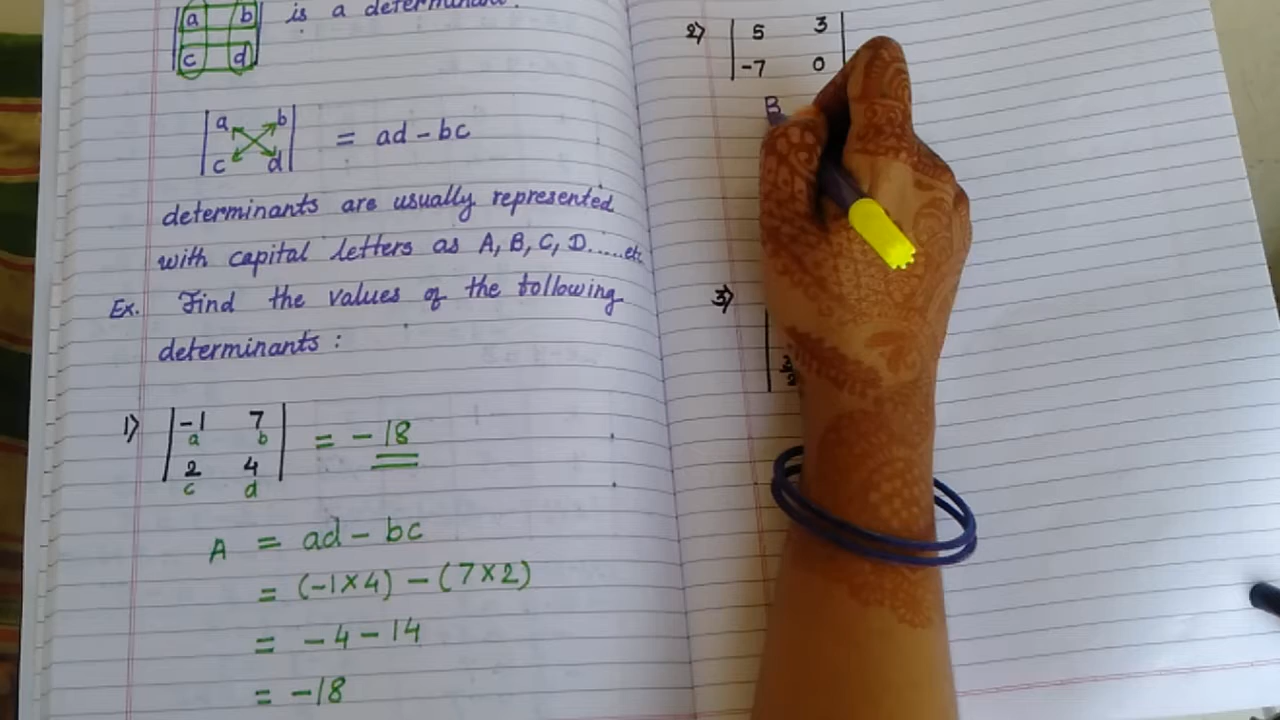 |a b|
|c d| is a determinant.
|a b|
|c d| = ad - bc
determinants are usually represented
with capital letters as A, B, C, D.....etc
Ex. Find the values of the following
determinants :
1) |-1 7|
a b
|2 4| = -18
c d
A = ad - bc
= (-1×4) - (7×2)
= -4-14
= -18
2) |5 3|
|-7 0|
B
3)